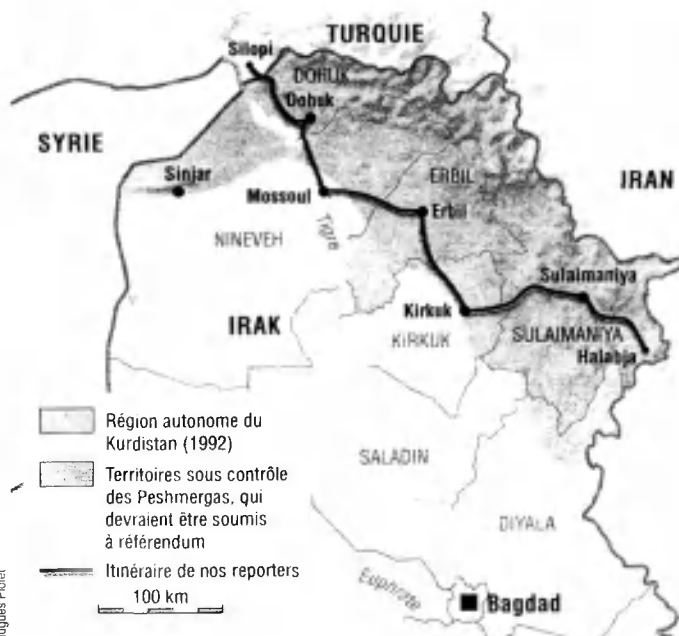 TURQUIE
Silopi
DOHUK
Dohuk
SYRIE
Sinjar
Mossoul
ERBIL
Erbil
IRAN
NINEVEH
Tigre
Sulaimaniya
Kirkuk
IRAK
KIRKUK
SULAIMANIYA
Halabja
Région autonome du
Kurdistan (1992)
SALADIN
Territoires sous contrôle
des Peshmergas, qui
devraient être soumis
à référendum
DIYALA
Itinéraire de nos reporters
100 km
Euphrate
Bagdad